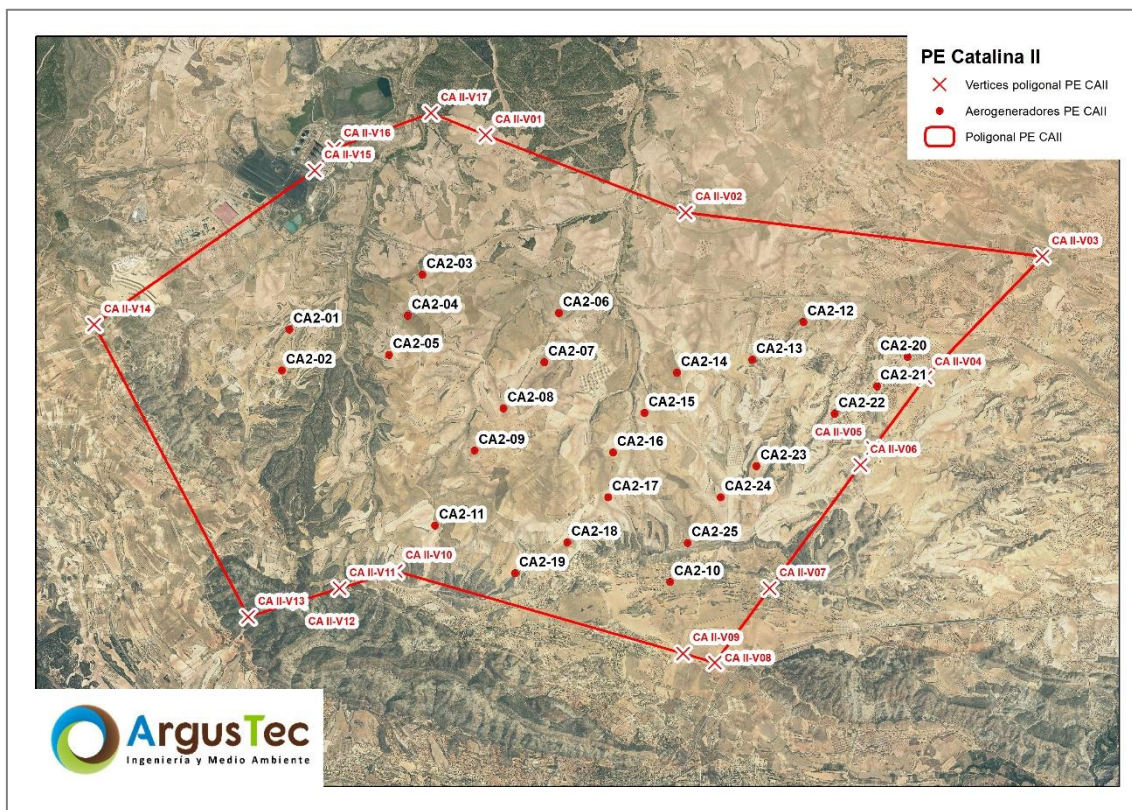 PE Catalina II
Vertices poligonal PE CAII
Aerogeneradores PE CAII
Poligonal PE CAII
CA II-V17
CA II-V01
CA II-V16
CA II-V15
CA II-V02
CA II-V03
CA2-03
CA II-V14
CA2-04
CA2-06
CA2-12
CA2-01
CA2-05
CA2-07
CA2-13
CA2-20
CA2-02
CA2-14
CA II-V04
CA2-21
CA2-08
CA2-15
CA2-22
CA2-09
CA2-16
CA II-V05
CA II-V06
CA2-23
CA2-17
CA2-24
CA2-11
CA2-18
CA2-25
CA II-V10
CA2-19
CA II-V11
CA2-10
CA II-V07
CA II-V13
CA II-V12
CA II-V09
CA II-V08
ArgusTec
Ingeniería y Medio Ambiente